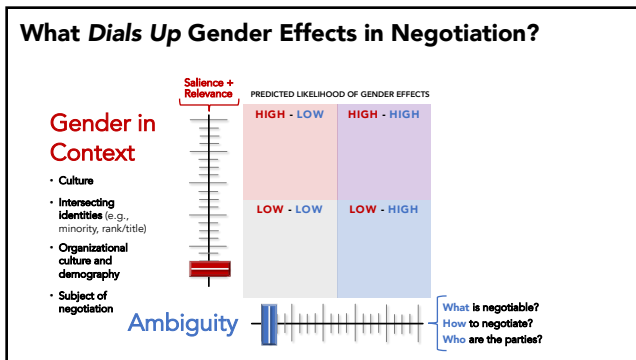 What Dials Up Gender Effects in Negotiation?
Salience +
Relevance
PREDICTED LIKELIHOOD OF GENDER EFFECTS
HIGH - LOW
HIGH - HIGH
Gender in
Context
• Culture
• Intersecting
identities (e.g.,
minority, rank/title)
• Organizational
culture and
demography
• Subject of
negotiation
LOW - LOW
LOW - HIGH
Ambiguity
What is negotiable?
How to negotiate?
Who are the parties?